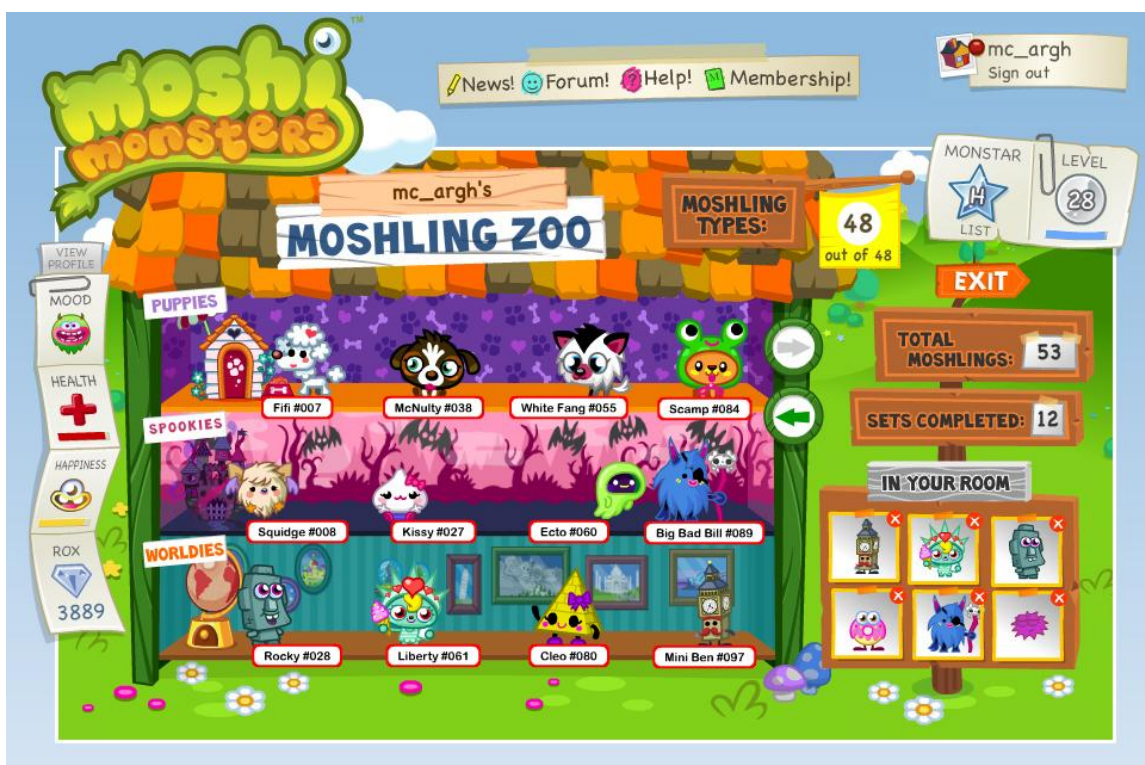 moshi
monsters
TM
News! Forum! Help! Membership!
mc_argh
Sign out
MONSTAR
H
LIST
LEVEL
28
mc_argh's
MOSHLING ZOO
MOSHLING
TYPES:
48
out of 48
EXIT
VIEW
PROFILE
MOOD
HEALTH
HAPPINESS
ROX
3889
PUPPIES
Fifi #007
McNulty #038
White Fang #055
Scamp #084
SPOOKIES
Squidge #008
Kissy #027
Ecto #060
Big Bad Bill #089
WORLDIES
Rocky #028
Liberty #061
Cleo #080
Mini Ben #097
TOTAL
MOSHLINGS: 53
SETS COMPLETED: 12
IN YOUR ROOM